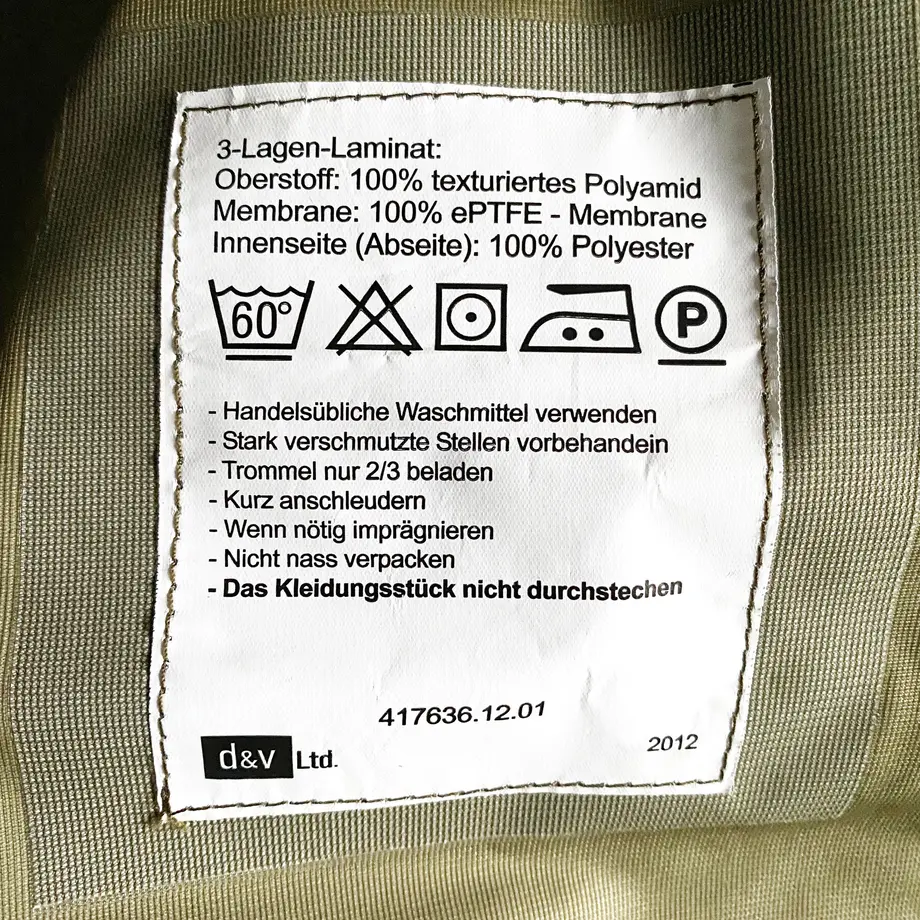 3-Lagen-Laminat:
Oberstoff: 100% texturiertes Polyamid
Membrane: 100% ePTFE - Membrane
Innenseite (Abseite): 100% Polyester
60° P
- Handelsübliche Waschmittel verwenden
- Stark verschmutzte Stellen vorbehandein
- Trommel nur 2/3 beladen
- Kurz anschleudern
- Wenn nötig imprägnieren
- Nicht nass verpacken
- Das Kleidungsstück nicht durchstechen
417636.12.01
d&v Ltd. 2012